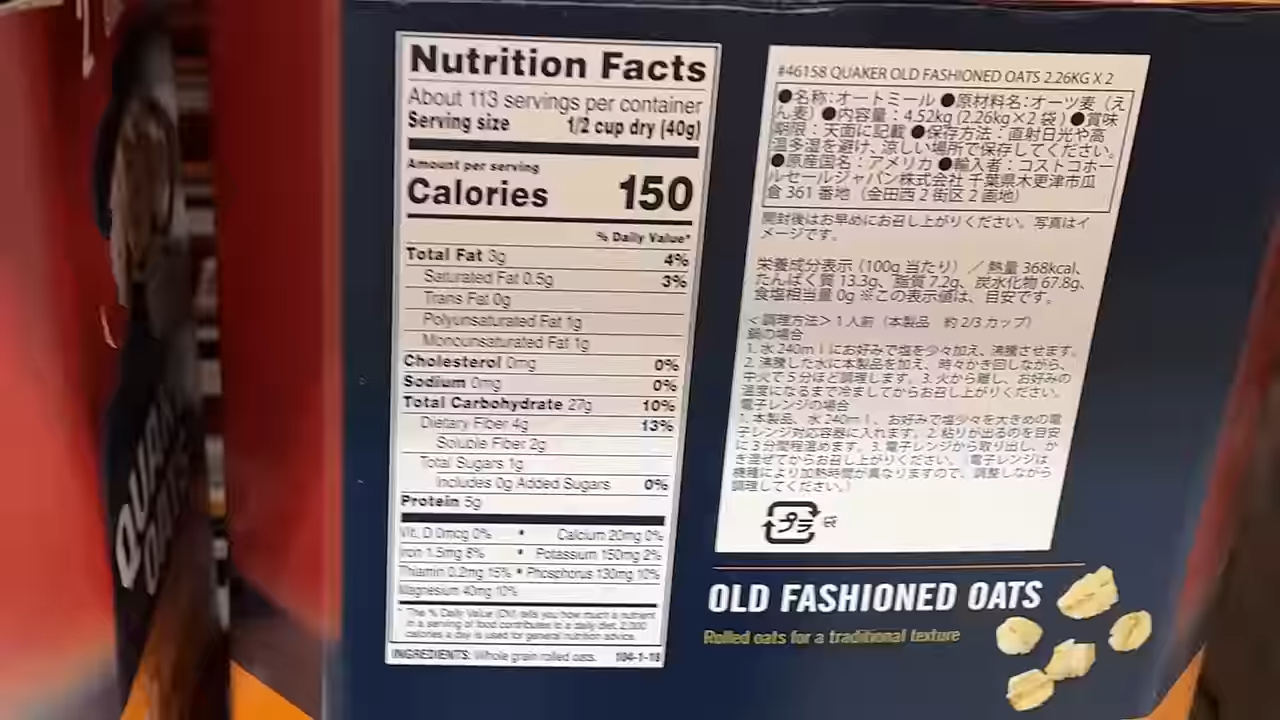 Nutrition Facts
About 113 servings per container
Serving size 1/2 cup dry (40g)
Amount per serving
Calories 150
% Daily Value*
Total Fat 3g 4%
Saturated Fat 0.5g 3%
Trans Fat 0g
Polyunsaturated Fat 1g
Monounsaturated Fat 1g
Cholesterol 0mg 0%
Sodium 0mg 0%
Total Carbohydrate 27g 10%
Dietary Fiber 4g 13%
Soluble Fiber 2g
Total Sugars 1g
Includes 0g Added Sugars 0%
Protein 5g
Vit. D 0mcg 0% • Calcium 20mg 0%
Iron 1.5mg 8% • Potassium 150mg 2%
Thiamin 0.2mg 15% • Phosphorus 130mg 10%
Magnesium 40mg 10%
* The % Daily Value (DV) tells you how much a nutrient
in a serving of food contributes to a daily diet. 2,000
calories a day is used for general nutrition advice.
INGREDIENTS: Whole grain rolled oats. 104-1-18
#46158 QUAKER OLD FASHIONED OATS 2.26KG X 2
●名称:オートミール ●原材料名:オーツ麦（え
ん麦）●内容量：4.52kg (2.26kg×2 袋 ) ●賞味
期限：天面に記載 ●保存方法：直射日光や高
温多湿を避け、涼しい場所で保存してください。
●原産国名：アメリカ ●輸入者：コストコホー
ルセールジャパン株式会社 千葉県木更津市瓜
倉 361 番地（金田西 2 街区 2 画地）
開封後はお早めにお召し上がりください。写真はイ
メージです。
栄養成分表示（100g 当たり）／ 熱量 368kcal、
たんぱく質 13.3g、脂質 7.2g、炭水化物 67.8g、
食塩相当量 0g ※この表示値は、目安です。
＜調理方法＞1 人前（本製品 約 2/3 カップ）
鍋の場合
1. 水 240m l にお好みで塩を少々加え、沸騰させます。
2. 沸騰した水に本製品を加え、時々かき回しながら、
中火で 5 分ほど調理します。3. 火から離し、お好みの
温度になるまで冷ましてからお召し上がりください。
電子レンジの場合
1. 本製品、水 240m l 、お好みで塩少々を大きめの電
子レンジ対応容器に入れます。2. 粘りが出るのを目安
に 3 分間程温めます。3. 電子レンジから取り出し、か
き混ぜてからお召し上がりください。（電子レンジは
機種により加熱時間が異なりますので、調整しながら
調理してください。）
プラ 袋
OLD FASHIONED OATS
Rolled oats for a traditional texture